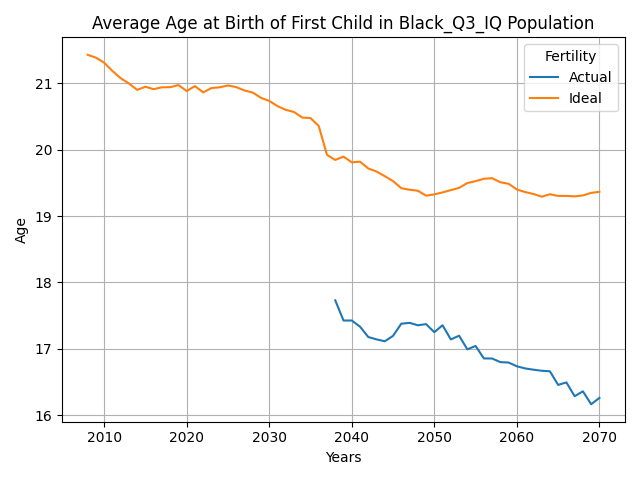 Average Age at Birth of First Child in Black_Q3_IQ Population
Fertility
Actual
Ideal
Age
21
20
19
18
17
16
2010
2020
2030
2040
2050
2060
2070
Years